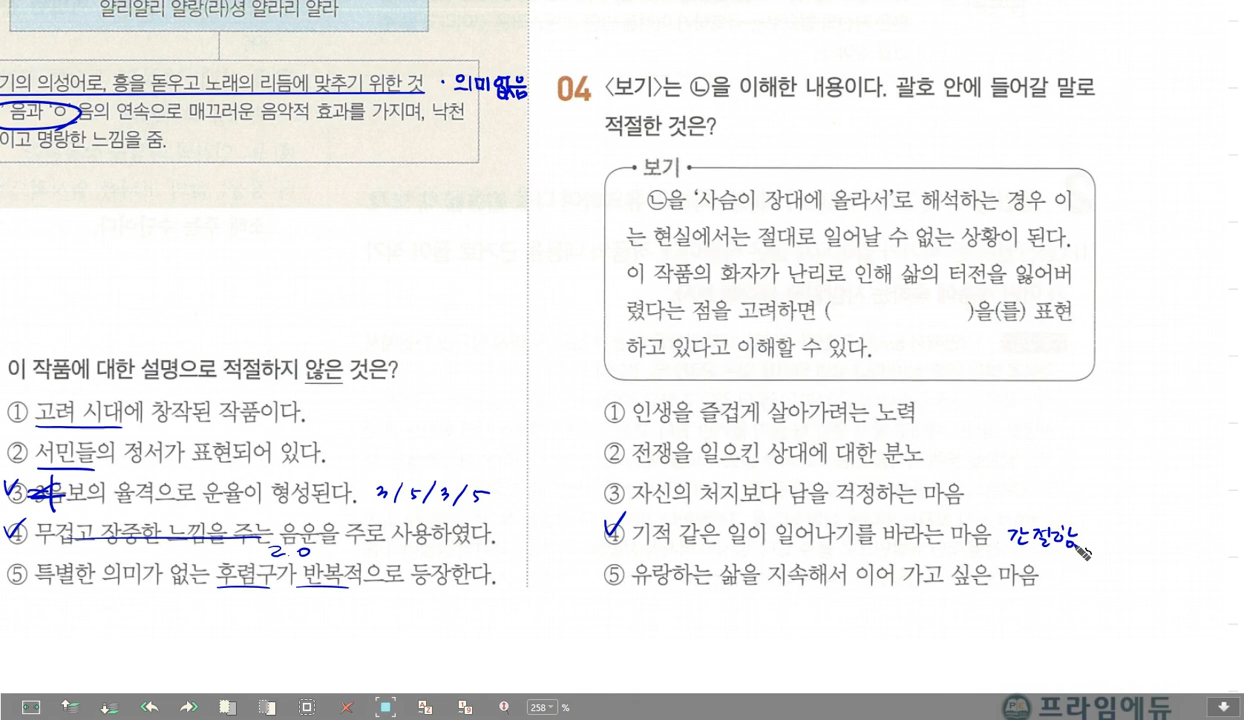 얄리얄리 얄랑(라)셩 얄라리 얄라
기의 의성어로, 흥을 돋우고 노래의 리듬에 맞추기 위한 것 · 의미없음
' 음과 'ㅇ' 음의 연속으로 매끄러운 음악적 효과를 가지며, 낙천
이고 명랑한 느낌을 줌.
이 작품에 대한 설명으로 적절하지 않은 것은?
① 고려 시대에 창작된 작품이다.
② 서민들의 정서가 표현되어 있다.
③ 보의 율격으로 운율이 형성된다. 3/5/3/5
④ 무겁고 장중한 느낌을 주는 음운을 주로 사용하였다.
ㄹ.ㅇ
⑤ 특별한 의미가 없는 후렴구가 반복적으로 등장한다.
04 〈보기〉는 ㉡을 이해한 내용이다. 괄호 안에 들어갈 말로
적절한 것은?
보기
㉡을 '사슴이 장대에 올라서'로 해석하는 경우 이
는 현실에서는 절대로 일어날 수 없는 상황이 된다.
이 작품의 화자가 난리로 인해 삶의 터전을 잃어버
렸다는 점을 고려하면 ( )을(를) 표현
하고 있다고 이해할 수 있다.
① 인생을 즐겁게 살아가려는 노력
② 전쟁을 일으킨 상대에 대한 분노
③ 자신의 처지보다 남을 걱정하는 마음
④ 기적 같은 일이 일어나기를 바라는 마음 간절함
⑤ 유랑하는 삶을 지속해서 이어 가고 싶은 마음
258 %
프라임에듀